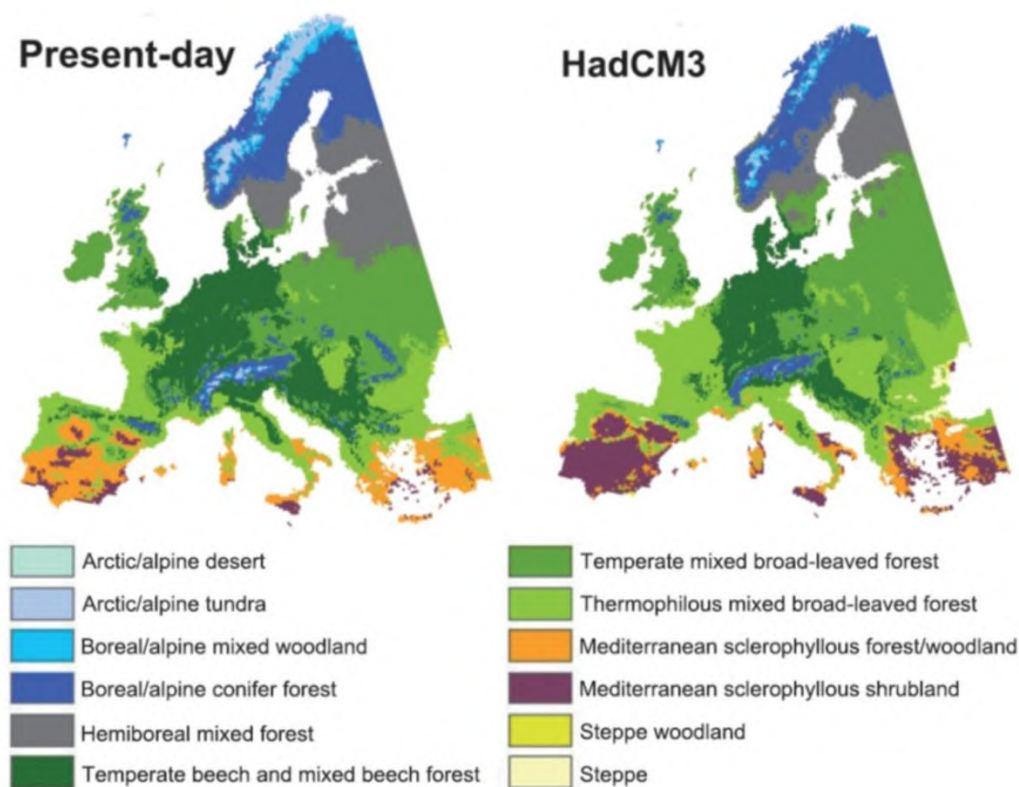 Present-day
HadCM3
Arctic/alpine desert
Arctic/alpine tundra
Boreal/alpine mixed woodland
Boreal/alpine conifer forest
Hemiboreal mixed forest
Temperate beech and mixed beech forest
Temperate mixed broad-leaved forest
Thermophilous mixed broad-leaved forest
Mediterranean sclerophyllous forest/woodland
Mediterranean sclerophyllous shrubland
Steppe woodland
Steppe